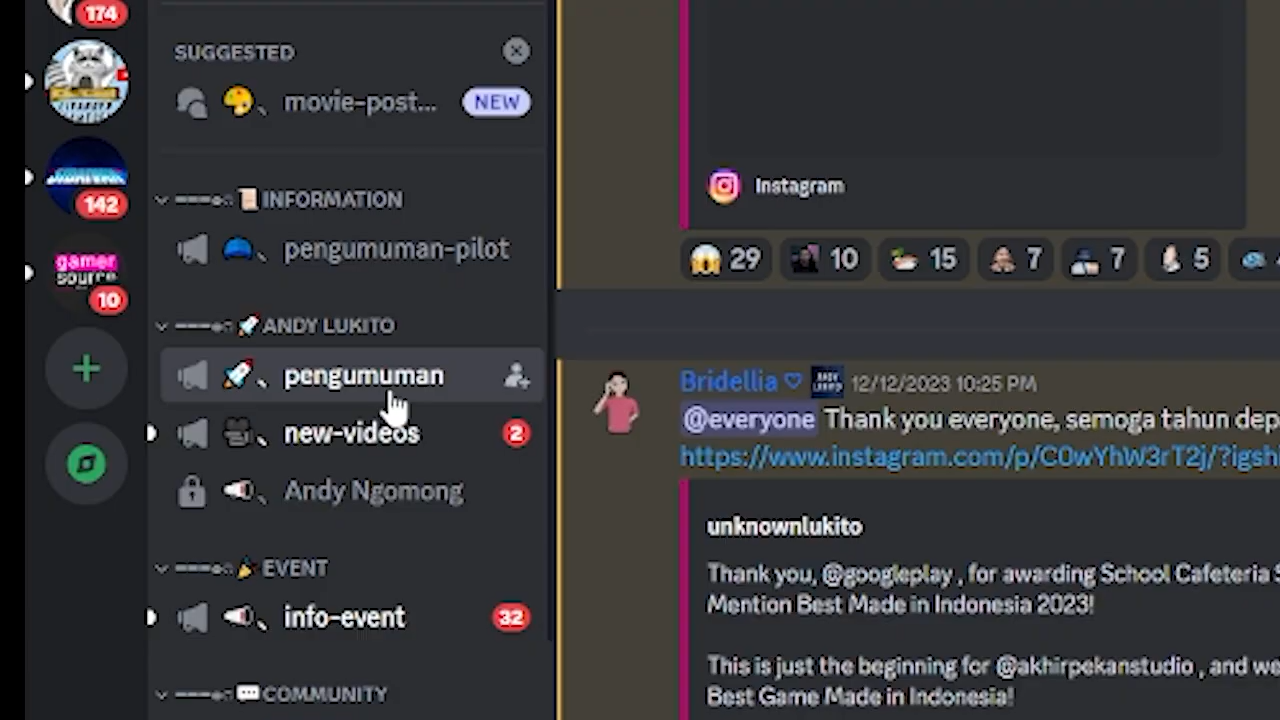 174
SUGGESTED
movie-post... NEW
142
INFORMATION
pengumuman-pilot
gamer
source
10
ANDY LUKITO
pengumuman
new-videos 2
Andy Ngomong
EVENT
info-event 32
COMMUNITY
Instagram
29 10 15 7 7 5
Bridellia 12/12/2023 10:25 PM
@everyone Thank you everyone, semoga tahun dep
https://www.instagram.com/p/C0wYhW3rT2j/?igsh
unknownlukito
Thank you, @googleplay , for awarding School Cafeteria S
Mention Best Made in Indonesia 2023!
This is just the beginning for @akhirpekanstudio , and we
Best Game Made in Indonesia!